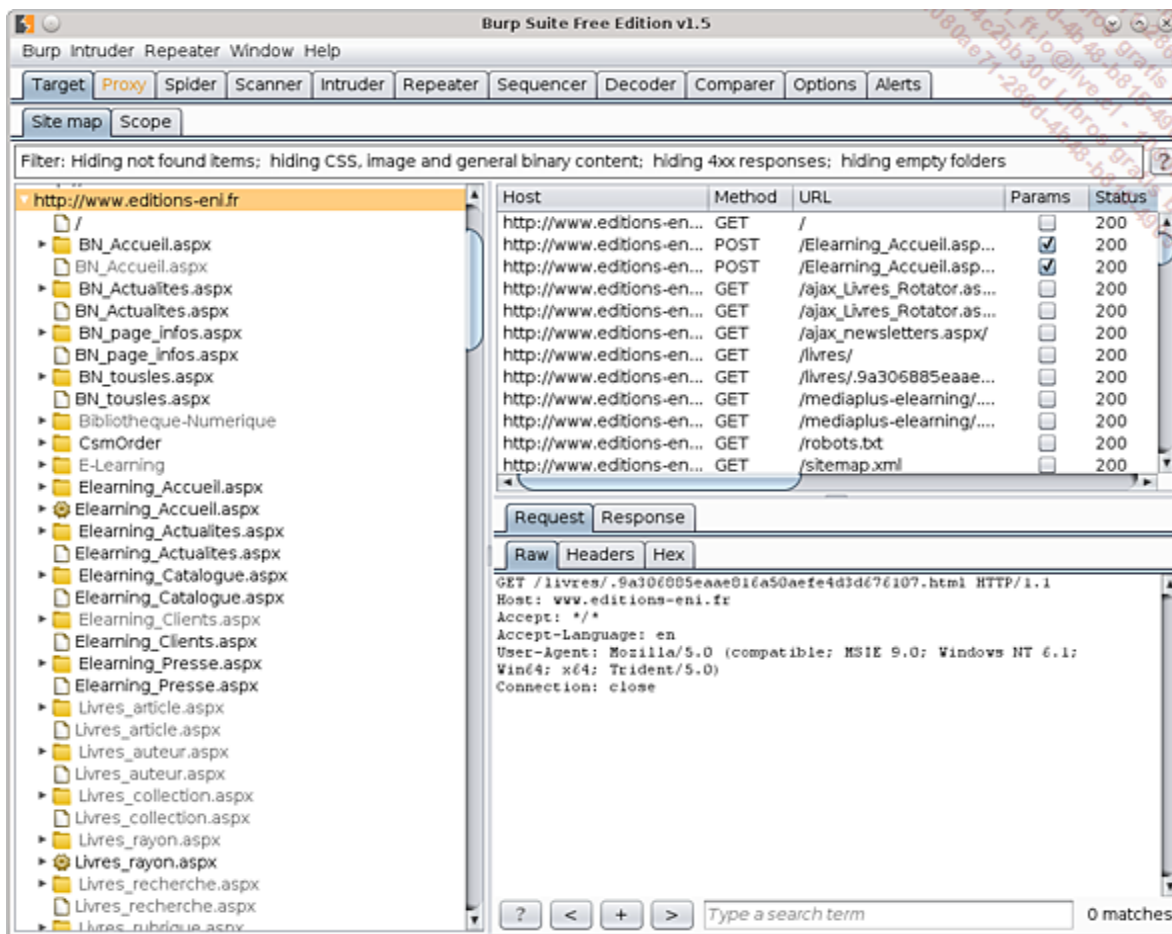 Burp Suite Free Edition v1.5
Burp Intruder Repeater Window Help
Target Proxy Spider Scanner Intruder Repeater Sequencer Decoder Comparer Options Alerts
Site map Scope
Filter: Hiding not found items; hiding CSS, image and general binary content; hiding 4xx responses; hiding empty folders ?
http://www.editions-eni.fr
/
BN_Accueil.aspx
BN_Accueil.aspx
BN_Actualites.aspx
BN_Actualites.aspx
BN_page_infos.aspx
BN_page_infos.aspx
BN_tousles.aspx
BN_tousles.aspx
Bibliotheque-Numerique
CsmOrder
E-Learning
Elearning_Accueil.aspx
Elearning_Accueil.aspx
Elearning_Actualites.aspx
Elearning_Actualites.aspx
Elearning_Catalogue.aspx
Elearning_Catalogue.aspx
Elearning_Clients.aspx
Elearning_Clients.aspx
Elearning_Presse.aspx
Elearning_Presse.aspx
Livres_article.aspx
Livres_article.aspx
Livres_auteur.aspx
Livres_auteur.aspx
Livres_collection.aspx
Livres_collection.aspx
Livres_rayon.aspx
Livres_rayon.aspx
Livres_recherche.aspx
Livres_recherche.aspx
Livres_rubrique.aspx
Host Method URL Params Status
http://www.editions-en... GET / 200
http://www.editions-en... POST /Elearning_Accueil.asp... 200
http://www.editions-en... POST /Elearning_Accueil.asp... 200
http://www.editions-en... GET /ajax_Livres_Rotator.as... 200
http://www.editions-en... GET /ajax_Livres_Rotator.as... 200
http://www.editions-en... GET /ajax_newsletters.aspx/ 200
http://www.editions-en... GET /livres/ 200
http://www.editions-en... GET /livres/.9a306885eaae... 200
http://www.editions-en... GET /mediaplus-elearning/.... 200
http://www.editions-en... GET /mediaplus-elearning/.... 200
http://www.editions-en... GET /robots.txt 200
http://www.editions-en... GET /sitemap.xml 200
Request Response
Raw Headers Hex
GET /livres/.9a306885eaae816a50aefe4d3d676107.html HTTP/1.1
Host: www.editions-eni.fr
Accept: */*
Accept-Language: en
User-Agent: Mozilla/5.0 (compatible; MSIE 9.0; Windows NT 6.1;
Win64; x64; Trident/5.0)
Connection: close
? < + > Type a search term 0 matches